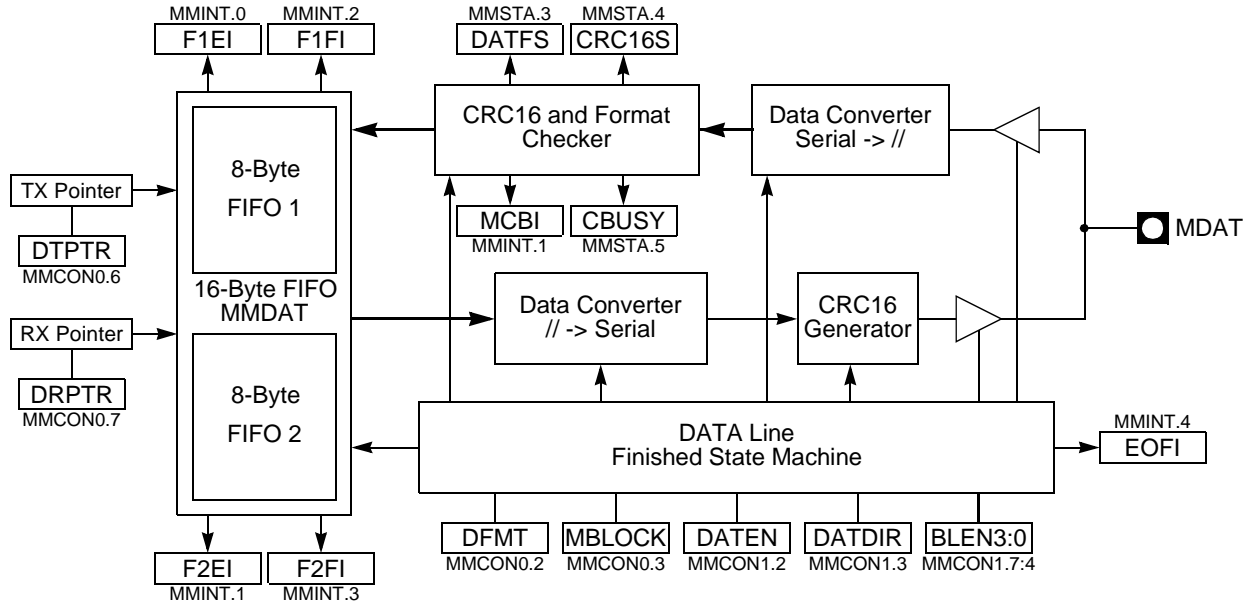 MMINT.0
MMINT.2
MMSTA.3
MMSTA.4
F1EI
F1FI
DATFS
CRC16S
CRC16 and Format
Checker
Data Converter
Serial -> //
8-Byte
FIFO 1
TX Pointer
DTPTR
MMCON0.6
MCBI
MMINT.1
CBUSY
MMSTA.5
MDAT
16-Byte FIFO
MMDAT
Data Converter
// -> Serial
CRC16
Generator
RX Pointer
DRPTR
MMCON0.7
8-Byte
FIFO 2
DATA Line
Finished State Machine
MMINT.4
EOFI
DFMT
MBLOCK
DATEN
DATDIR
BLEN3:0
MMCON0.2
MMCON0.3
MMCON1.2
MMCON1.3
MMCON1.7:4
F2EI
F2FI
MMINT.1
MMINT.3